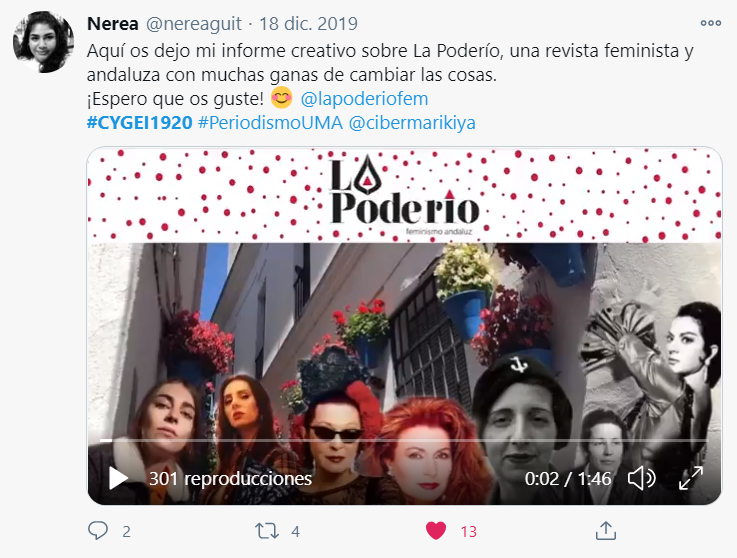 Nerea @nereaguit · 18 dic. 2019
Aquí os dejo mi informe creativo sobre La Poderío, una revista feminista y
andaluza con muchas ganas de cambiar las cosas.
¡Espero que os guste! 😊 @lapoderiofem
#CYGEI1920 #PeriodismoUMA @cibermarikiya
La
Poderío
feminismo andaluz
301 reproducciones
0:02 / 1:46
2
4
13